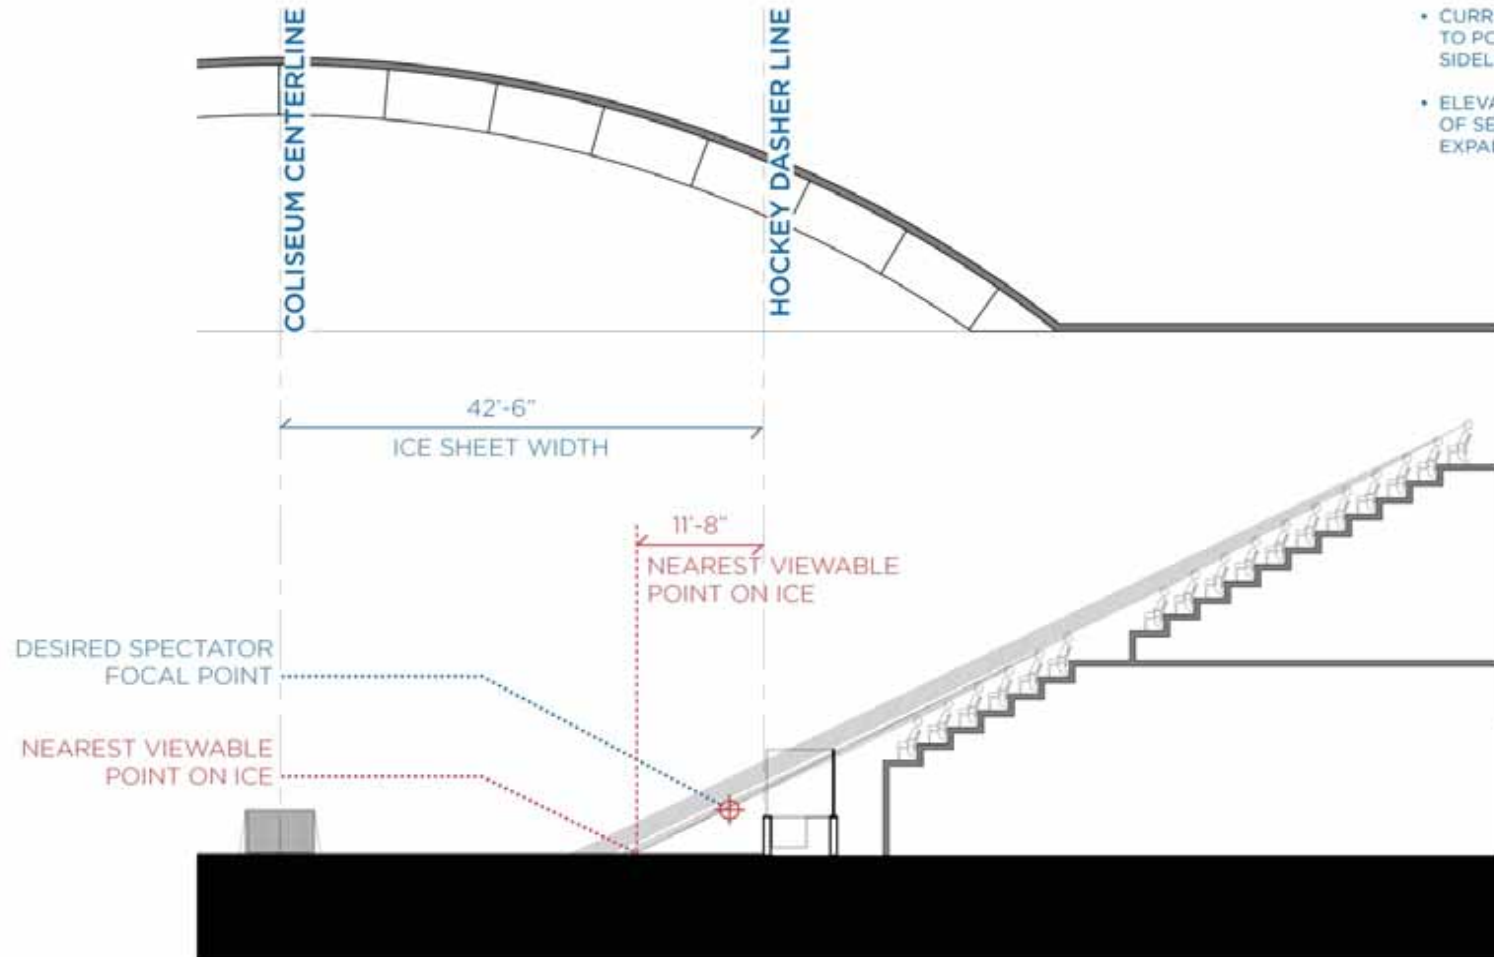 COLISEUM CENTERLINE
HOCKEY DASHER LINE
42'-6"
ICE SHEET WIDTH
11'-8"
NEAREST VIEWABLE
POINT ON ICE
DESIRED SPECTATOR
FOCAL POINT
NEAREST VIEWABLE
POINT ON ICE